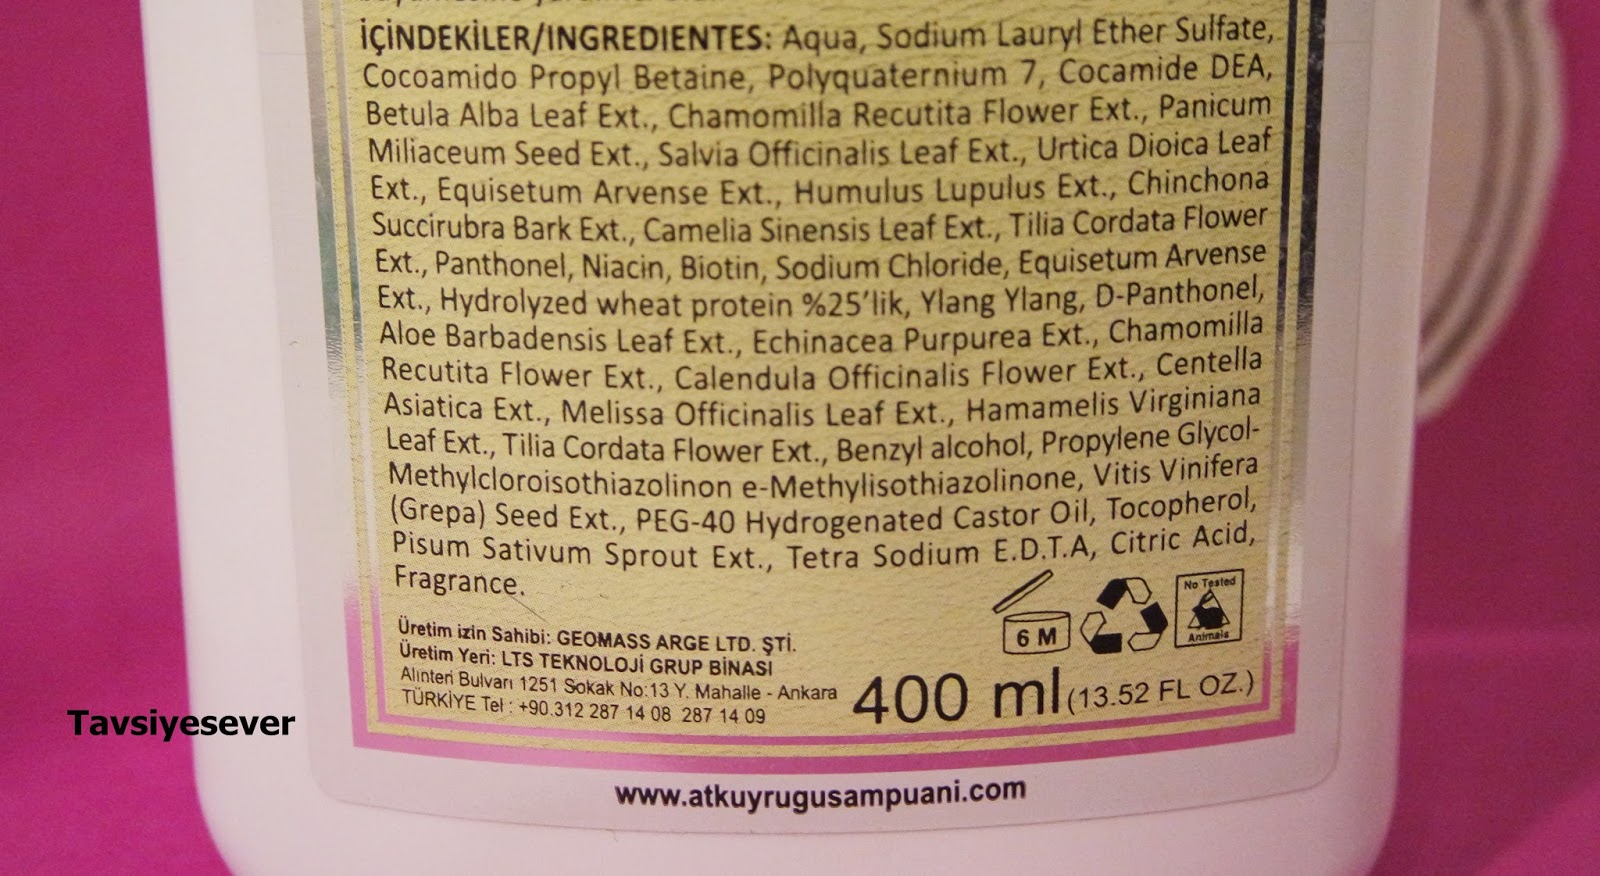 İÇİNDEKİLER/INGREDIENTES: Aqua, Sodium Lauryl Ether Sulfate,
Cocoamido Propyl Betaine, Polyquaternium 7, Cocamide DEA,
Betula Alba Leaf Ext., Chamomilla Recutita Flower Ext., Panicum
Miliaceum Seed Ext., Salvia Officinalis Leaf Ext., Urtica Dioica Leaf
Ext., Equisetum Arvense Ext., Humulus Lupulus Ext., Chinchona
Succirubra Bark Ext., Camelia Sinensis Leaf Ext., Tilia Cordata Flower
Ext., Panthonel, Niacin, Biotin, Sodium Chloride, Equisetum Arvense
Ext., Hydrolyzed wheat protein %25'lik, Ylang Ylang, D-Panthonel,
Aloe Barbadensis Leaf Ext., Echinacea Purpurea Ext., Chamomilla
Recutita Flower Ext., Calendula Officinalis Flower Ext., Centella
Asiatica Ext., Melissa Officinalis Leaf Ext., Hamamelis Virginiana
Leaf Ext., Tilia Cordata Flower Ext., Benzyl alcohol, Propylene Glycol-
Methylcloroisothiazolinon e-Methylisothiazolinone, Vitis Vinifera
(Grepa) Seed Ext., PEG-40 Hydrogenated Castor Oil, Tocopherol,
Pisum Sativum Sprout Ext., Tetra Sodium E.D.T.A, Citric Acid,
Fragrance.
6 M
No Tested
Animals
Üretim izin Sahibi: GEOMASS ARGE LTD. ŞTİ.
Üretim Yeri: LTS TEKNOLOJİ GRUP BİNASI
Alınteri Bulvarı 1251 Sokak No:13 Y. Mahalle - Ankara
TÜRKİYE Tel : +90.312 287 14 08 287 14 09
400 ml (13.52 FL OZ.)
www.atkuyrugusampuani.com
Tavsiyesever